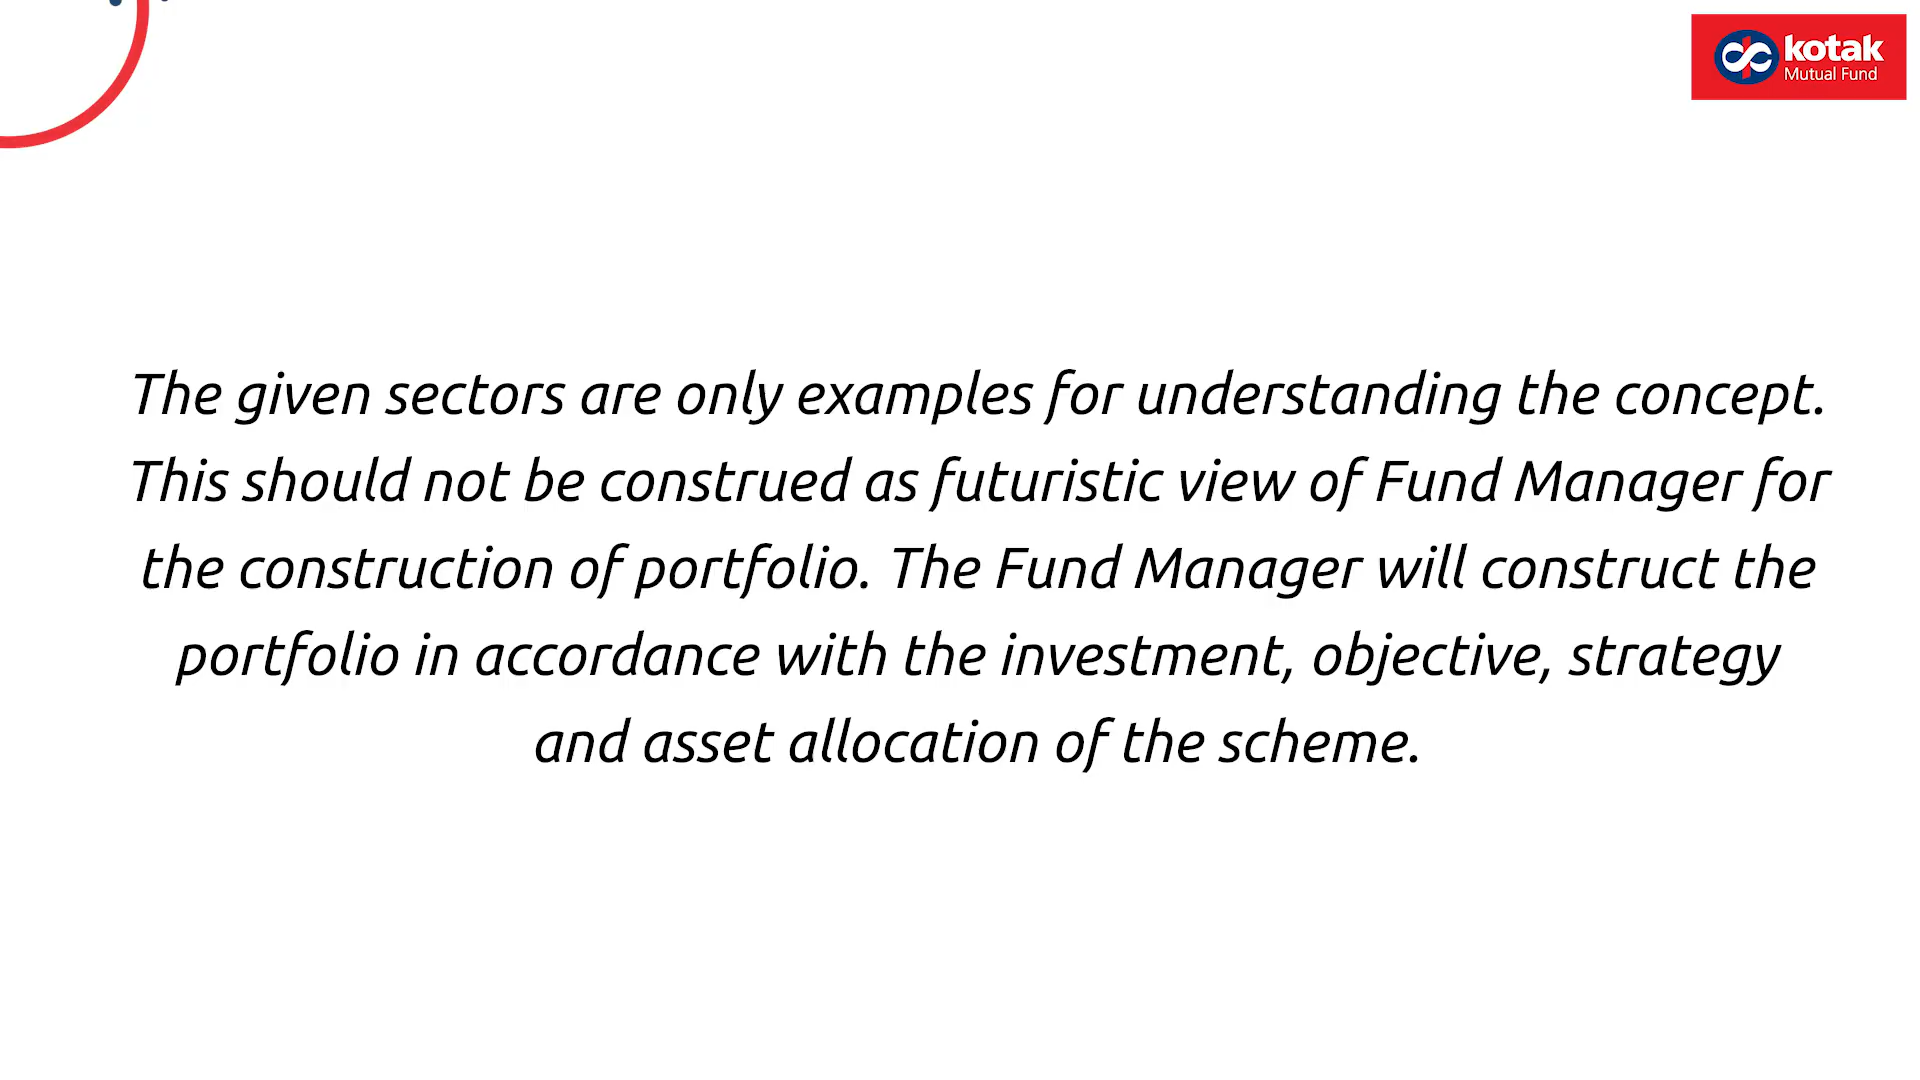 kotak
Mutual Fund
The given sectors are only examples for understanding the concept.
This should not be construed as futuristic view of Fund Manager for
the construction of portfolio. The Fund Manager will construct the
portfolio in accordance with the investment, objective, strategy
and asset allocation of the scheme.